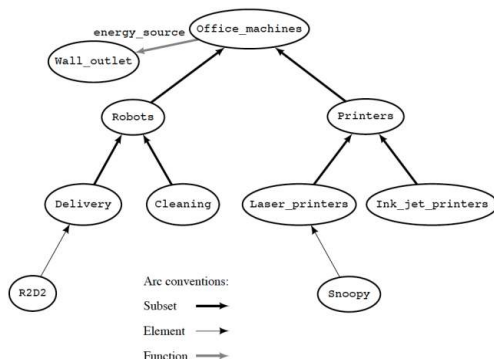 energy_source
Office_machines
Wall_outlet
Robots
Printers
Delivery
Cleaning
Laser_printers
Ink_jet_printers
R2D2
Snoopy
Arc conventions:
Subset
Element
Function